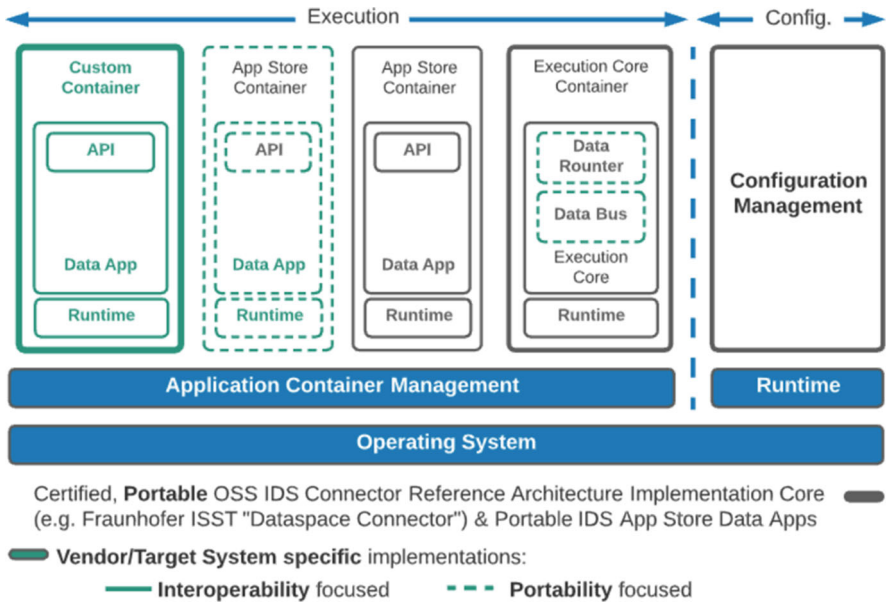 Execution
Config.
Custom
Container
API
Data App
Runtime
App Store
Container
API
Data App
Runtime
App Store
Container
API
Data App
Runtime
Execution Core
Container
Data
Rounter
Data Bus
Execution
Core
Runtime
Configuration
Management
Application Container Management
Runtime
Operating System
Certified, Portable OSS IDS Connector Reference Architecture Implementation Core
(e.g. Fraunhofer ISST "Dataspace Connector") & Portable IDS App Store Data Apps
Vendor/Target System specific implementations:
Interoperability focused
Portability focused